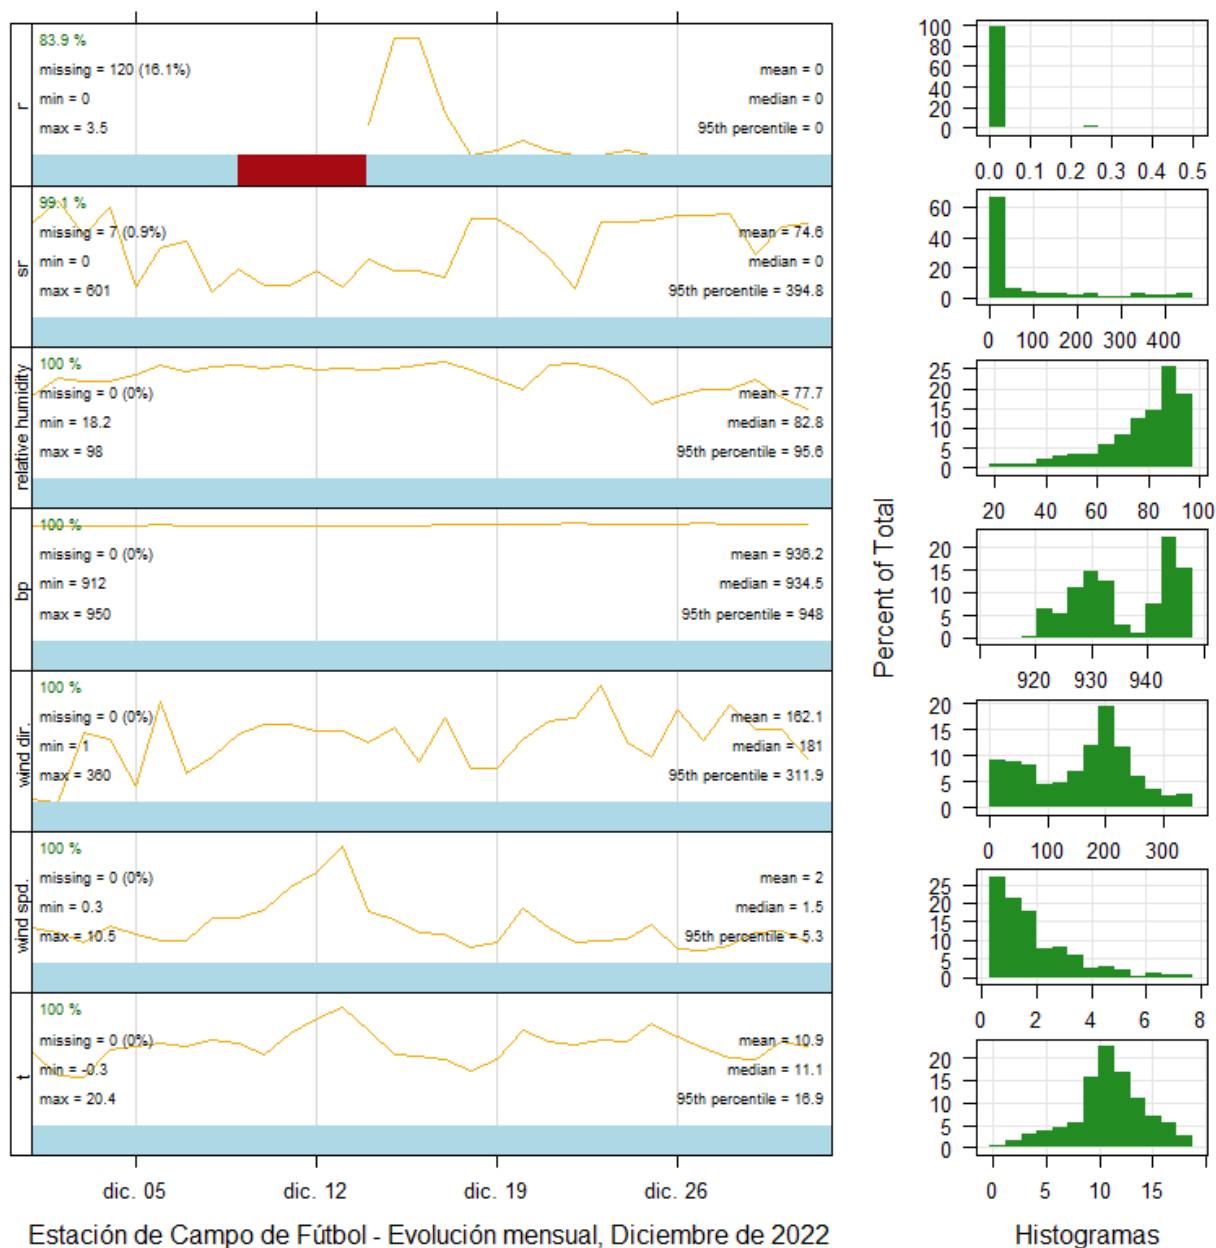 r
83.9 %
missing = 120 (16.1%)
min = 0
max = 3.5
mean = 0
median = 0
95th percentile = 0
sr
99.1 %
missing = 7 (0.9%)
min = 0
max = 601
mean = 74.6
median = 0
95th percentile = 394.8
relative humidity
100 %
missing = 0 (0%)
min = 18.2
max = 98
mean = 77.7
median = 82.8
95th percentile = 95.6
bp
100 %
missing = 0 (0%)
min = 912
max = 950
mean = 936.2
median = 934.5
95th percentile = 948
wind dir.
100 %
missing = 0 (0%)
min = 1
max = 360
mean = 162.1
median = 181
95th percentile = 311.9
wind spd.
100 %
missing = 0 (0%)
min = 0.3
max = 10.5
mean = 2
median = 1.5
95th percentile = 5.3
t
100 %
missing = 0 (0%)
min = -0.3
max = 20.4
mean = 10.9
median = 11.1
95th percentile = 16.9
dic. 05 dic. 12 dic. 19 dic. 26
Estación de Campo de Fútbol - Evolución mensual, Diciembre de 2022
Percent of Total
100
80
60
40
20
0
0.0 0.1 0.2 0.3 0.4 0.5
60
40
20
0
0 100 200 300 400
25
20
15
10
5
0
20 40 60 80 100
20
15
10
5
0
920 930 940
20
15
10
5
0
0 100 200 300
25
20
15
10
5
0
0 2 4 6 8
20
15
10
5
0
0 5 10 15
Histogramas